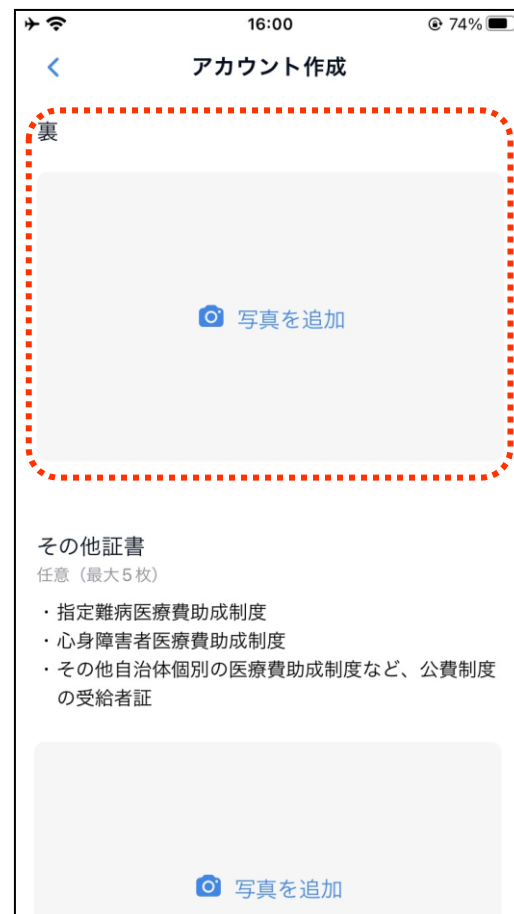 16:00
74%
アカウント作成
裏
写真を追加
その他証書
任意（最大5枚）
・指定難病医療費助成制度
・心身障害者医療費助成制度
・その他自治体個別の医療費助成制度など、公費制度
の受給者証
写真を追加